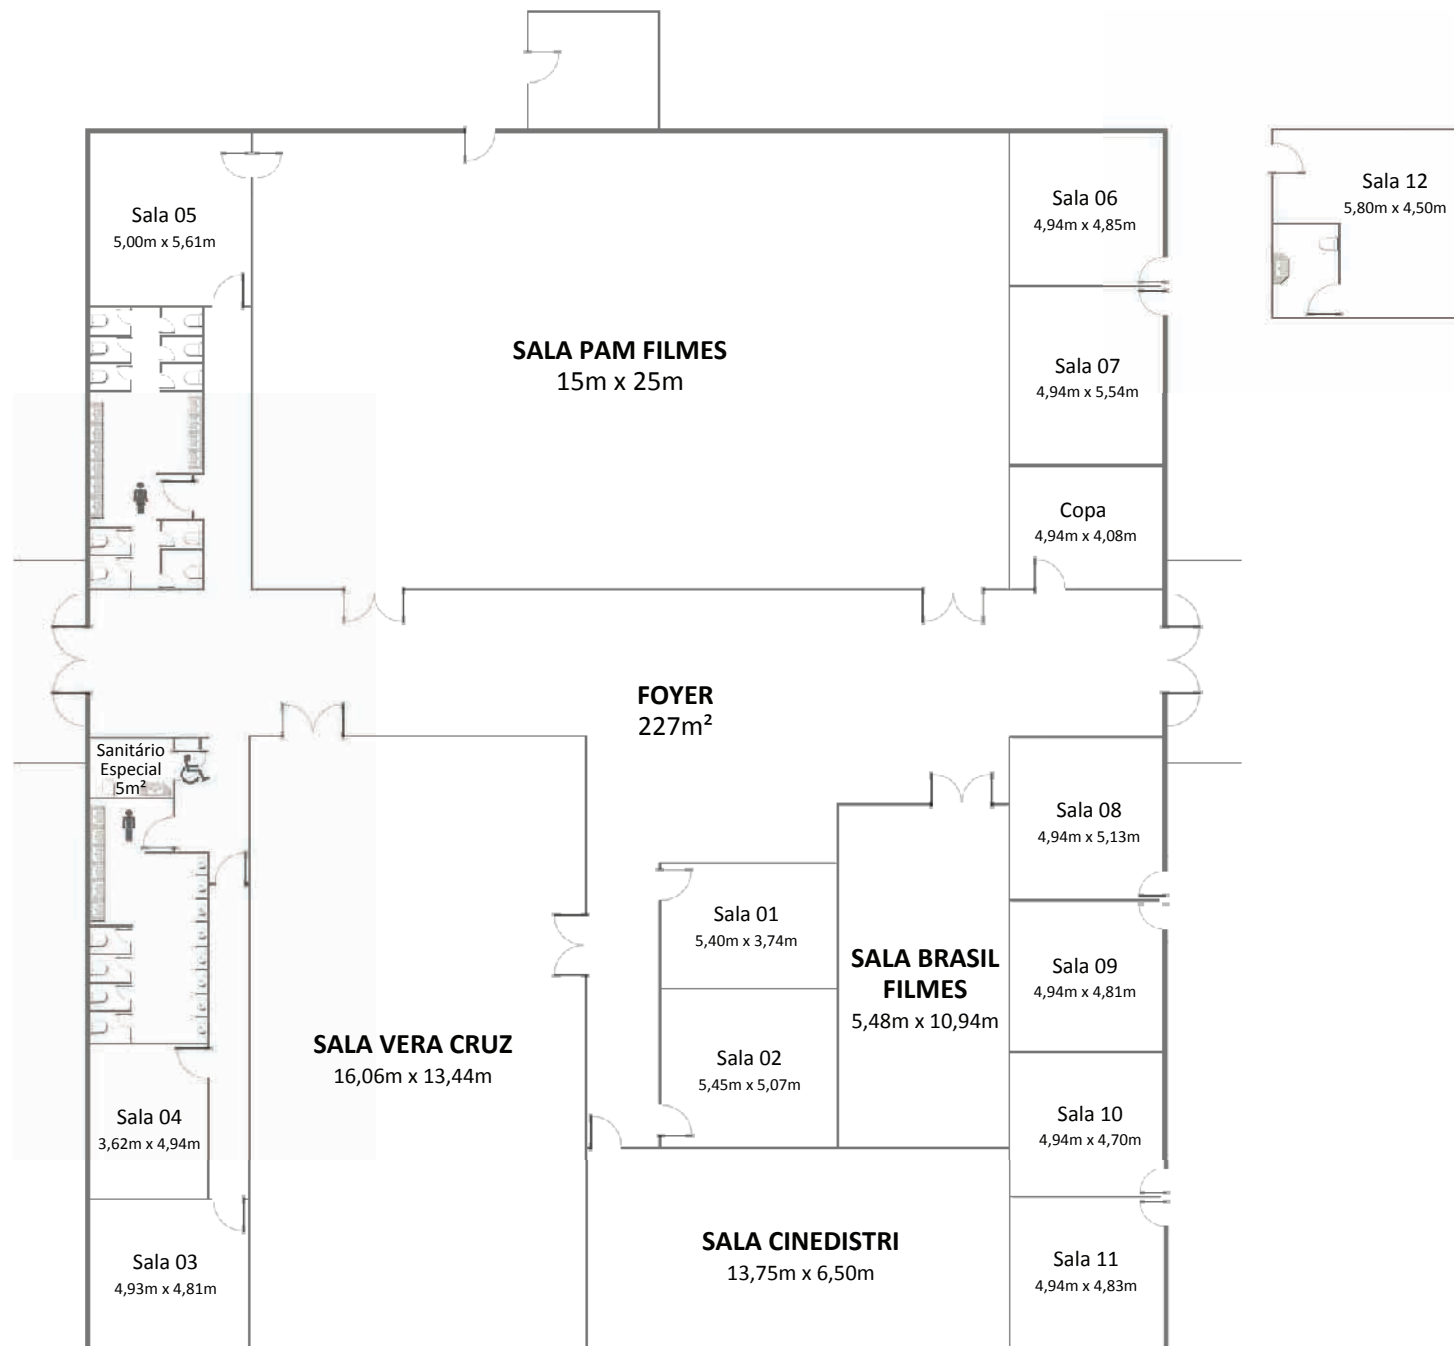 Sala 05
5,00m x 5,61m
SALA PAM FILMES
15m x 25m
Sala 06
4,94m x 4,85m
Sala 12
5,80m x 4,50m
Sala 07
4,94m x 5,54m
Copa
4,94m x 4,08m
FOYER
227m²
Sanitário
Especial
5m²
Sala 08
4,94m x 5,13m
Sala 01
5,40m x 3,74m
SALA BRASIL
FILMES
5,48m x 10,94m
Sala 09
4,94m x 4,81m
SALA VERA CRUZ
16,06m x 13,44m
Sala 02
5,45m x 5,07m
Sala 04
3,62m x 4,94m
Sala 10
4,94m x 4,70m
Sala 03
4,93m x 4,81m
SALA CINEDISTRI
13,75m x 6,50m
Sala 11
4,94m x 4,83m